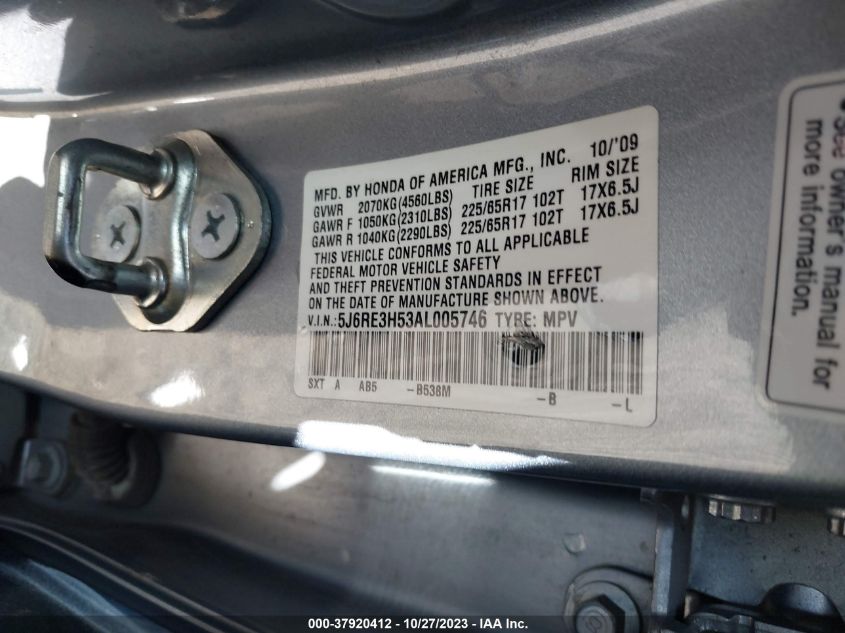 MFD. BY HONDA OF AMERICA MFG., INC. 10/'09
GVWR 2070KG(4560LBS) TIRE SIZE RIM SIZE
GAWR F 1050KG(2310LBS) 225/65R17 102T 17X6.5J
GAWR R 1040KG(2290LBS) 225/65R17 102T 17X6.5J
THIS VEHICLE CONFORMS TO ALL APPLICABLE
FEDERAL MOTOR VEHICLE SAFETY
AND THEFT PREVENTION STANDARDS IN EFFECT
ON THE DATE OF MANUFACTURE SHOWN ABOVE.
V.I.N.: 5J6RE3H53AL005746 TYPE: MPV
SXT A AB5 -B538M -B -L
See owner's manual for
more information.
000-37920412 - 10/27/2023 - IAA Inc.